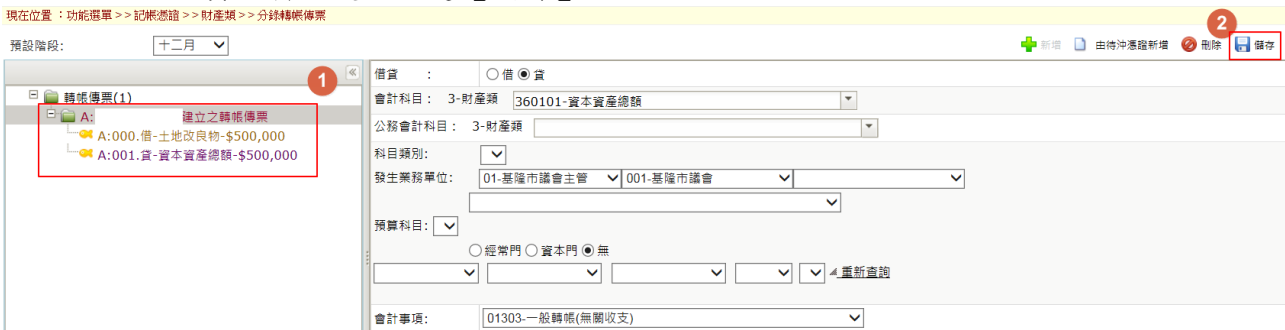 現在位置：功能選單>>記帳憑證>>財產類>>分錄轉帳傳票
預設階段: 十二月 新增 由待沖憑證新增 刪除 儲存
2
1
轉帳傳票(1)
A: 建立之轉帳傳票
A:000.借-土地改良物-$500,000
A:001.貸-資本資產總額-$500,000
借貸 : 借 貸
會計科目： 3-財產類 360101-資本資產總額
公務會計科目： 3-財產類
科目類別:
發生業務單位: 01-基隆市議會主管 001-基隆市議會
預算科目:
經常門 資本門 無
重新查詢
會計事項: 01303-一般轉帳(無關收支)